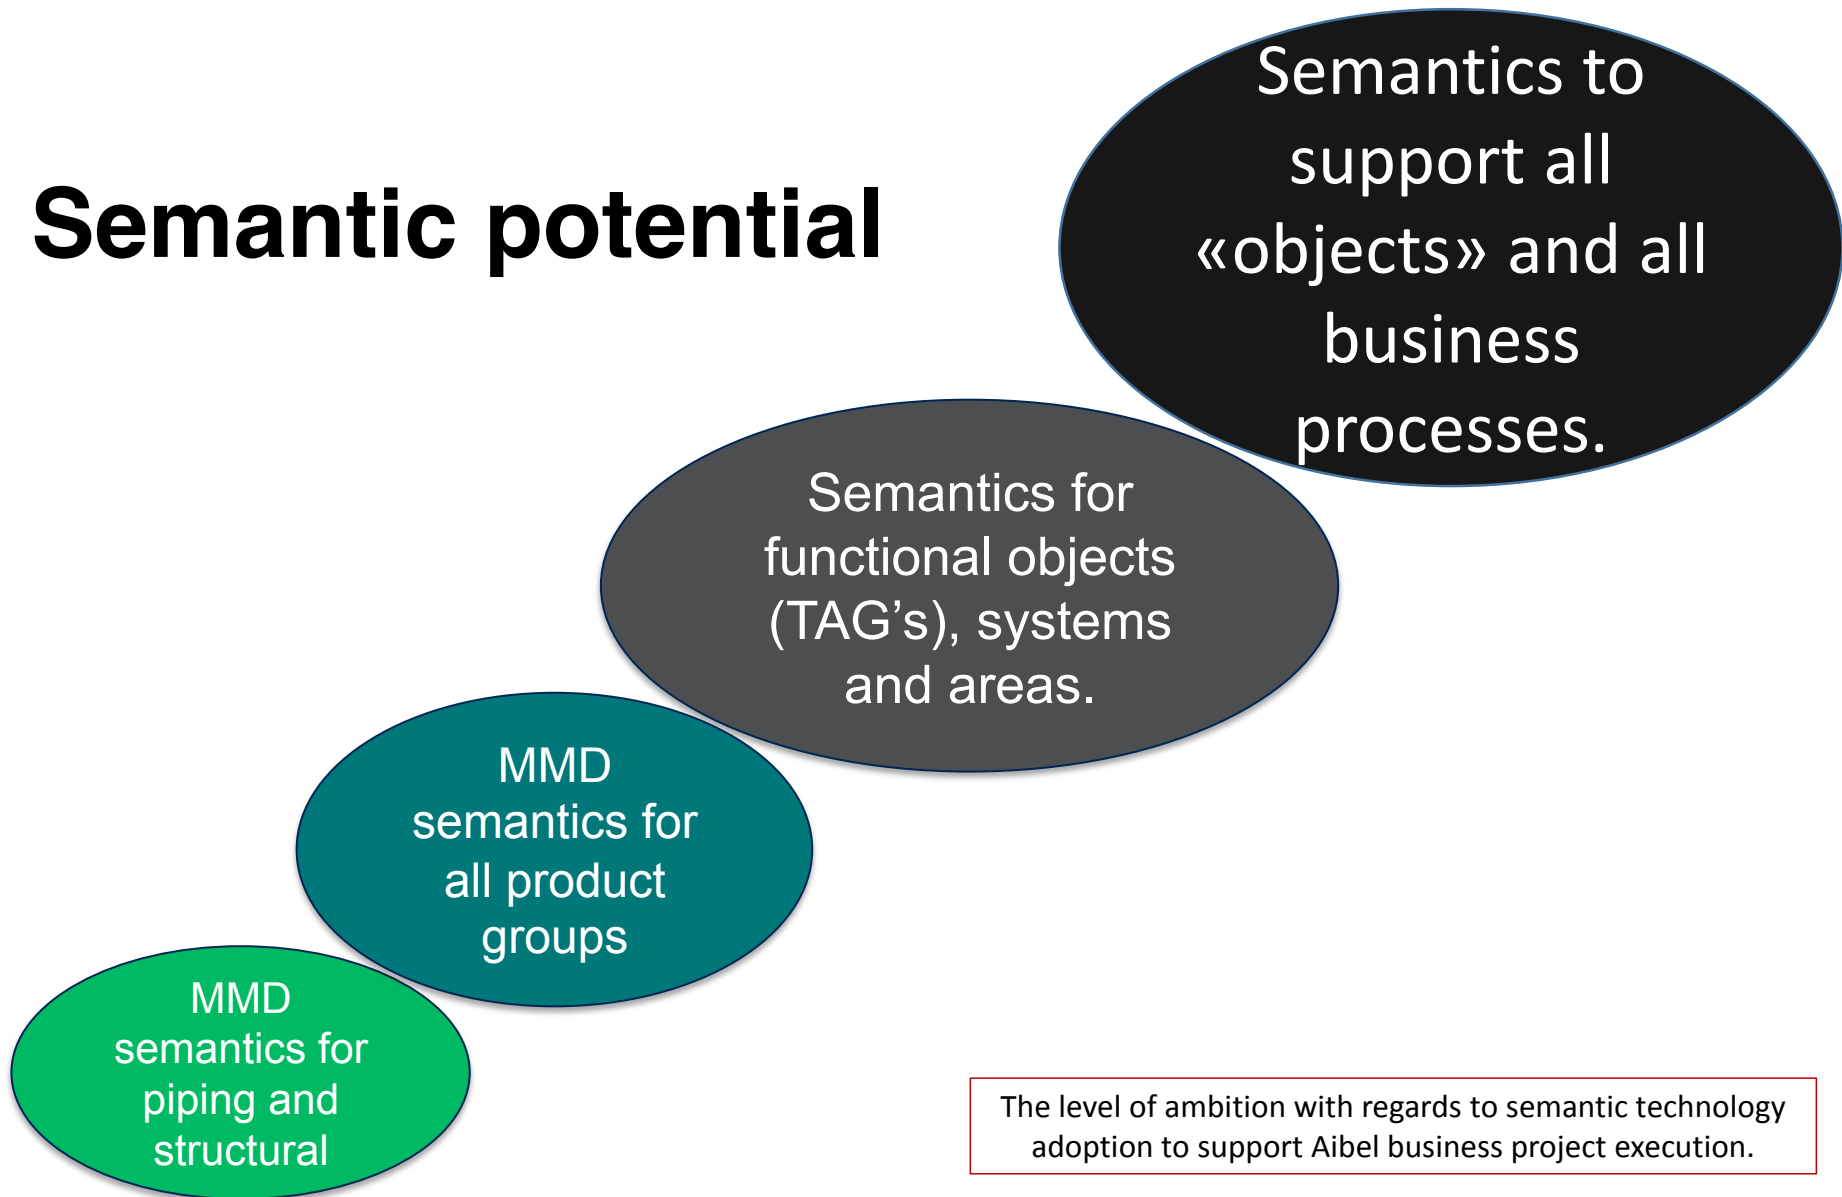 Semantic potential
Semantics to
support all
«objects» and all
business
processes.
Semantics for
functional objects
(TAG’s), systems
and areas.
MMD
semantics for
all product
groups
MMD
semantics for
piping and
structural
The level of ambition with regards to semantic technology
adoption to support Aibel business project execution.